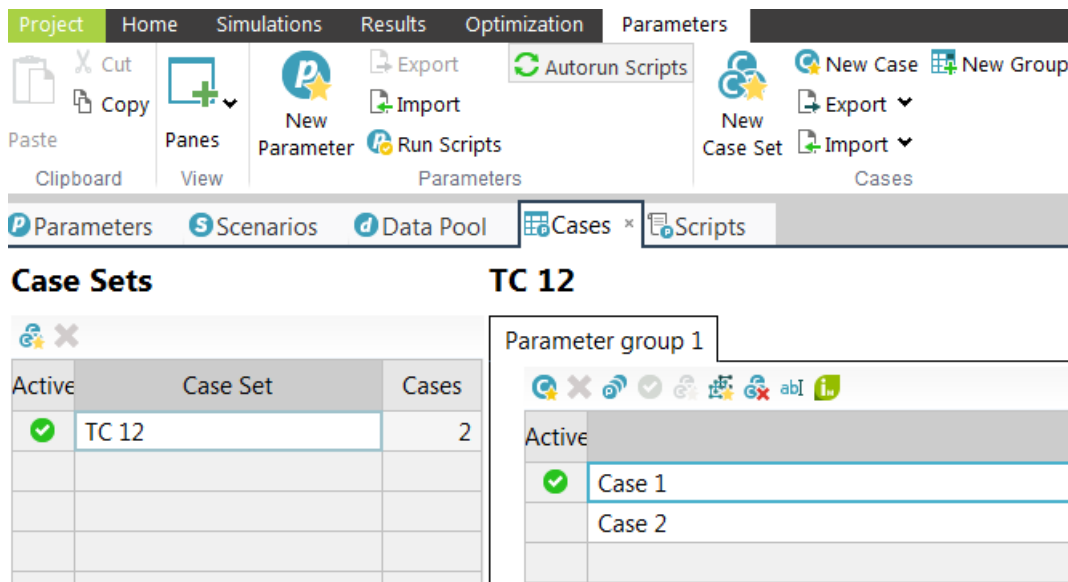 Project Home Simulations Results Optimization Parameters
Cut
Copy
Paste
Clipboard
Panes
View
New Parameter
Export
Import
Run Scripts
Autorun Scripts
Parameters
New Case Set
New Case
New Group
Export
Import
Cases
Parameters Scenarios Data Pool Cases × Scripts
Case Sets
Active Case Set Cases
TC 12 2
TC 12
Parameter group 1
abI
Active
Case 1
Case 2